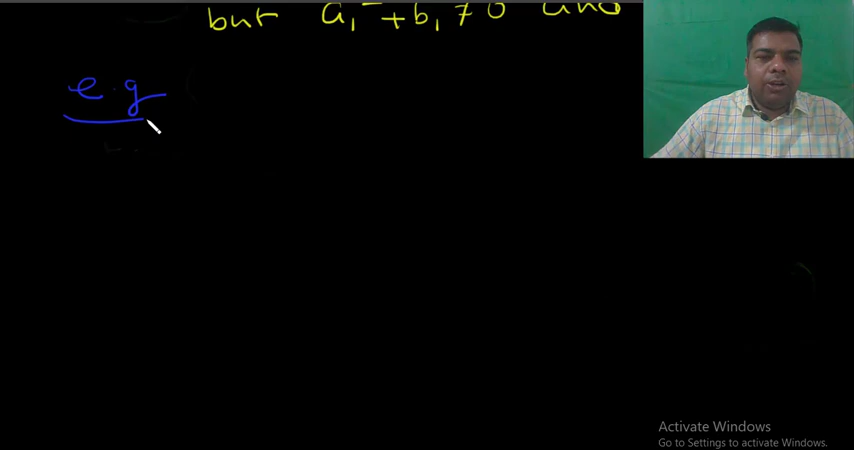 but a₁² + b₁ ≠ 0 and
e.g
Activate Windows
Go to Settings to activate Windows.